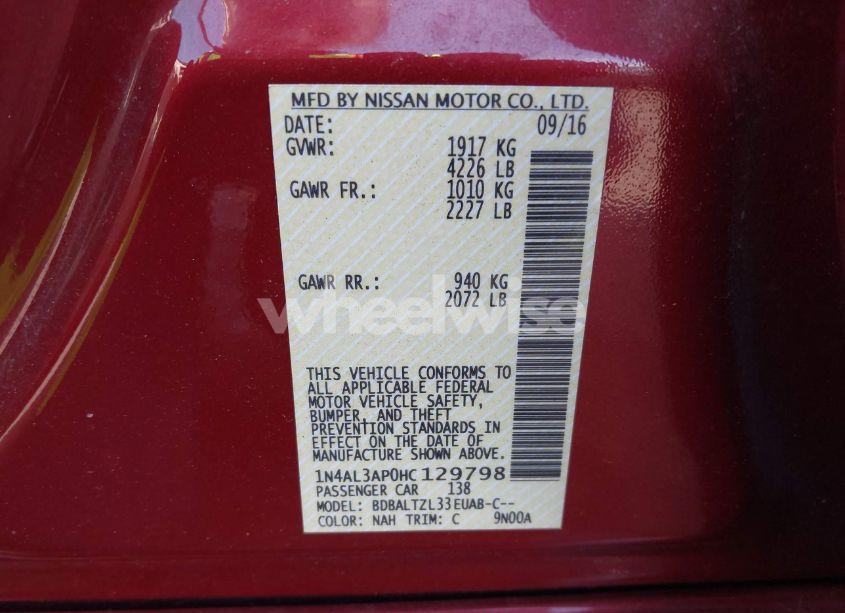 MFD BY NISSAN MOTOR CO., LTD.
DATE: 09/16
GVWR: 1917 KG
4226 LB
GAWR FR.: 1010 KG
2227 LB
GAWR RR.: 940 KG
2072 LB
wheelwise
THIS VEHICLE CONFORMS TO
ALL APPLICABLE FEDERAL
MOTOR VEHICLE SAFETY,
BUMPER, AND THEFT
PREVENTION STANDARDS IN
EFFECT ON THE DATE OF
MANUFACTURE SHOWN ABOVE.
1N4AL3AP0HC129798
PASSENGER CAR 138
MODEL: BDBALTZL33EUAB-C--
COLOR: NAH TRIM: C 9N00A